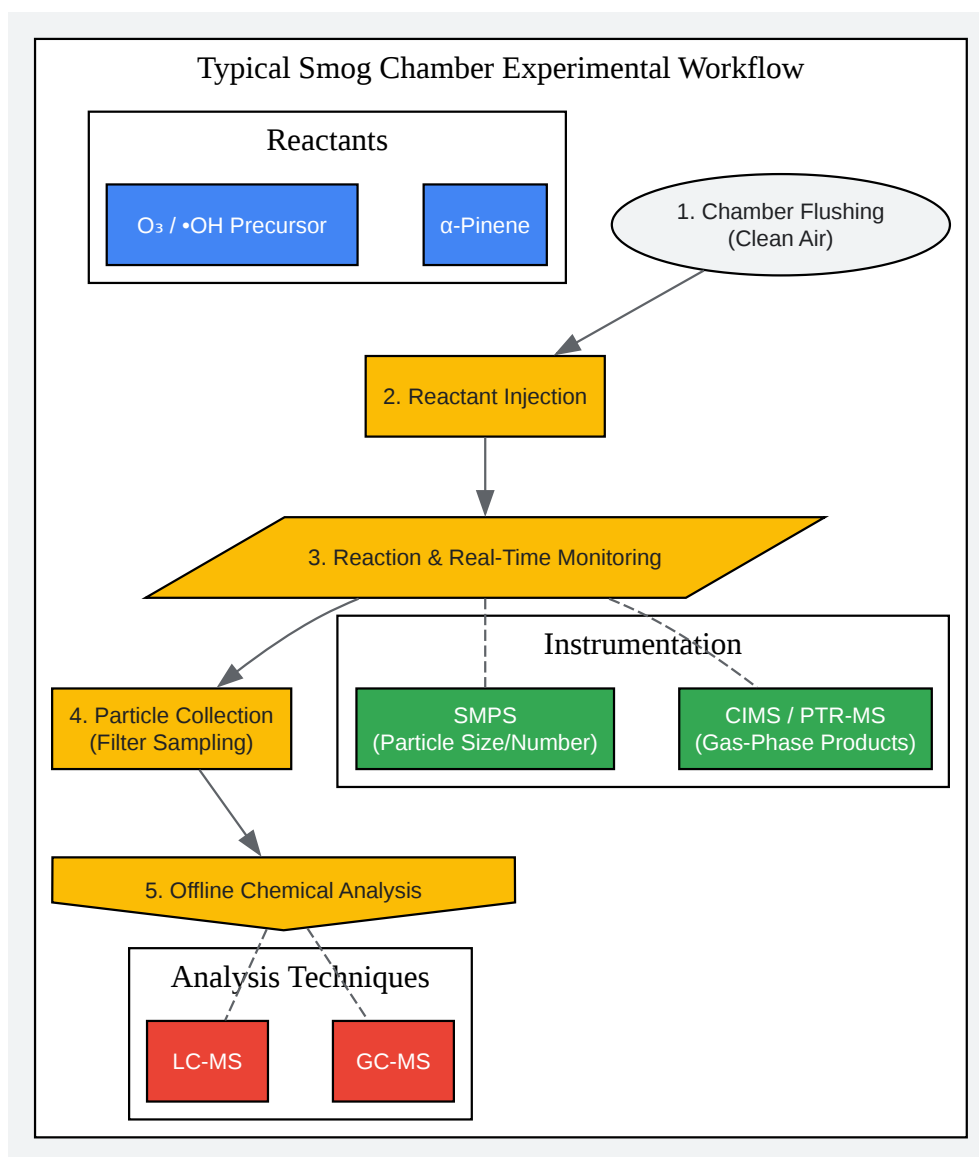 Typical Smog Chamber Experimental Workflow
Reactants
O₃ / •OH Precursor
α-Pinene
1. Chamber Flushing
(Clean Air)
2. Reactant Injection
3. Reaction & Real-Time Monitoring
Instrumentation
4. Particle Collection
(Filter Sampling)
SMPS
(Particle Size/Number)
CIMS / PTR-MS
(Gas-Phase Products)
5. Offline Chemical Analysis
Analysis Techniques
LC-MS
GC-MS